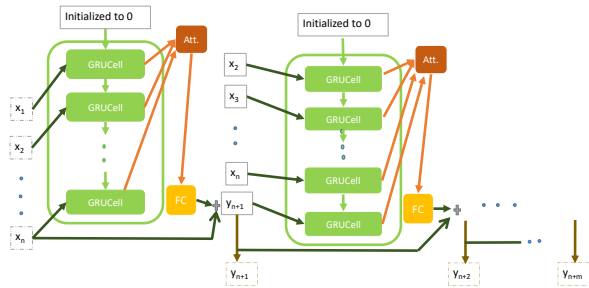 Initialized to 0
Att.
GRUCell
x1
GRUCell
x2
GRUCell
FC
xn
yn+1
yn+1
Initialized to 0
Att.
x2
GRUCell
x3
GRUCell
xn
GRUCell
GRUCell
FC
yn+2
yn+m